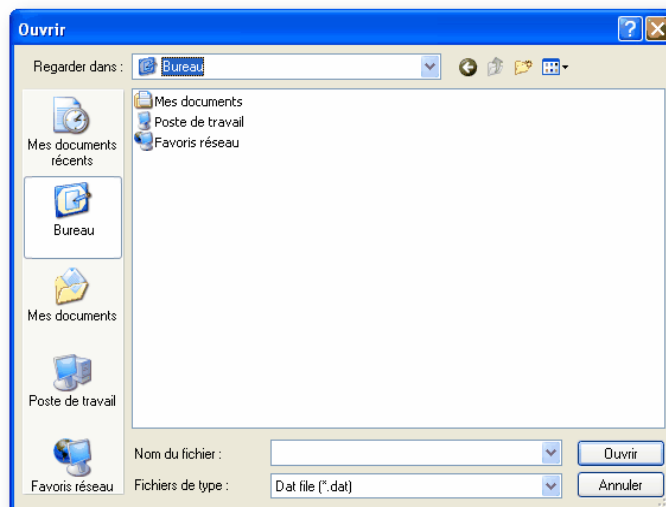 Ouvrir
Regarder dans :
Bureau
Mes documents
récents
Bureau
Mes documents
Poste de travail
Favoris réseau
Mes documents
Poste de travail
Favoris réseau
Nom du fichier :
Ouvrir
Fichiers de type :
Dat file (*.dat)
Annuler